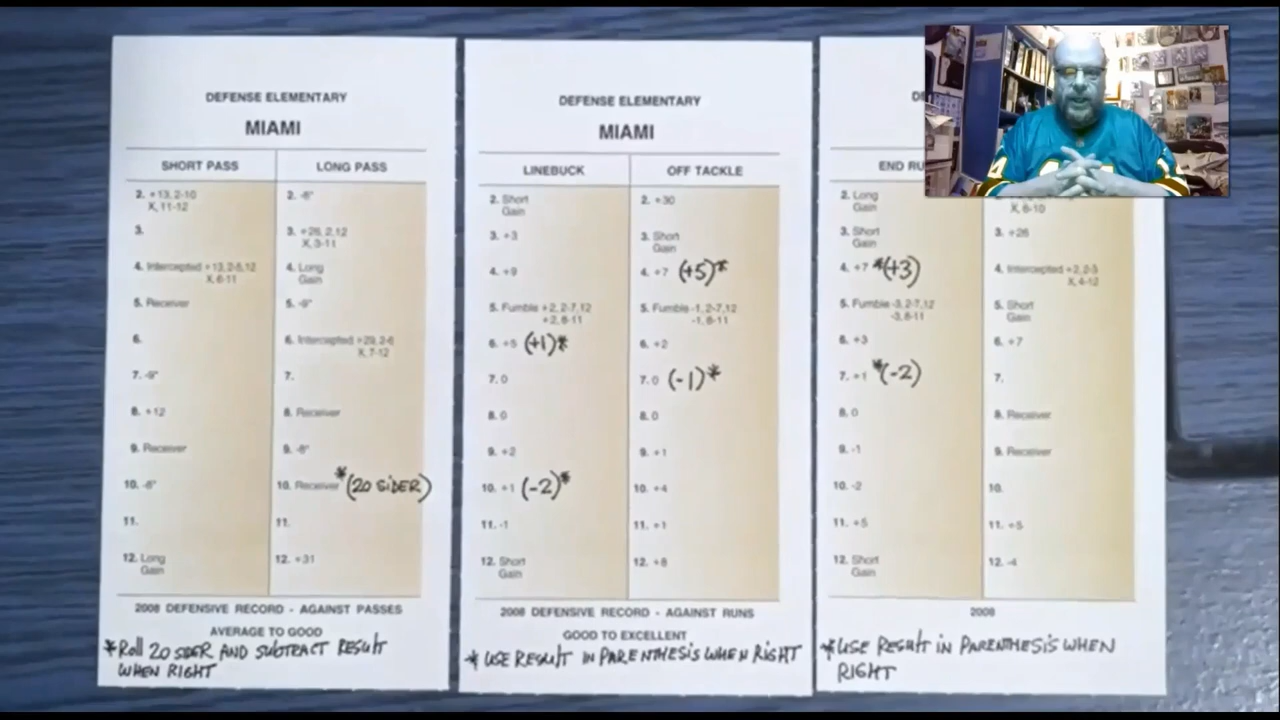 DEFENSE ELEMENTARY
MIAMI
SHORT PASS
2. +13, 2-10
X, 11-12
3.
4. Intercepted +13, 2-5, 12
X, 6-11
5. Receiver
6.
7. -9"
8. +12
9. Receiver
10. -6"
11.
12. Long
Gain
LONG PASS
2. -6"
3. +26, 2, 12
X, 3-11
4. Long
Gain
5. -9"
6. Intercepted +29, 2-6
X, 7-12
7.
8. Receiver
9. -6"
10. Receiver *(20 SiDER)
11.
12. +31
2008 DEFENSIVE RECORD - AGAINST PASSES
AVERAGE TO GOOD
*Roll 20 SDER AND SUBTRACT RESULT
WHEN RIGHT
DEFENSE ELEMENTARY
MIAMI
LINEBUCK
2. Short
Gain
3. +3
4. +9
5. Fumble +2, 2-7, 12
+2, 8-11
6. +5 (+1)*
7. 0
8. 0
9. +2
10. +1 (-2)*
11. -1
12. Short
Gain
OFF TACKLE
2. +30
3. Short
Gain
4. +7 (+5)*
5. Fumble -1, 2-7, 12
-1, 8-11
6. +2
7. 0 (-1)*
8. 0
9. +1
10. +4
11. +1
12. +8
2008 DEFENSIVE RECORD - AGAINST RUNS
GOOD TO EXCELLENT
* USE RESULT IN PARENTHESIS WHEN RIGHT
END RU
2. Long
Gain
3. Short
Gain
4. +7 *(+3)
5. Fumble -3, 2-7, 12
-3, 8-11
6. +3
7. +1 *(-2)
8. 0
9. -1
10. -2
11. +5
12. Short
Gain
X, 6-10
3. +26
4. Intercepted +2, 2-3
X, 4-12
5. Short
Gain
6. +7
7.
8. Receiver
9. Receiver
10.
11. +5
12. -4
2008
*USE RESULT IN PARENTHESIS WHEN
RIGHT